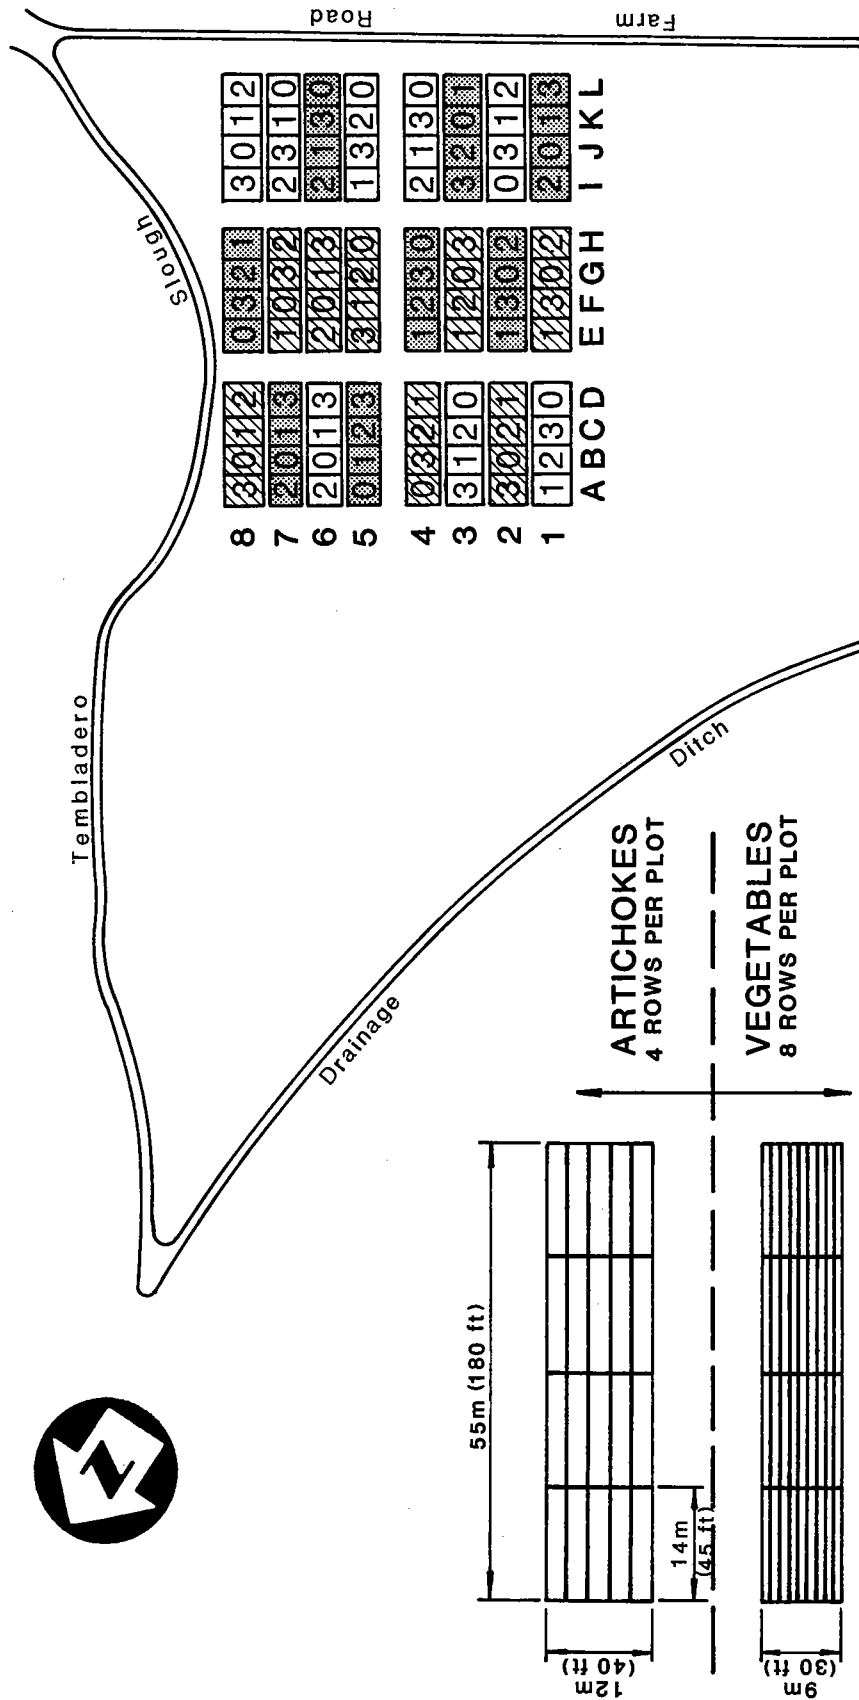 Tembladero
Slough
Road
Farm
Drainage
Ditch
N
8 3 0 1 2 0 3 2 1 3 0 1 2
7 2 0 1 3 1 0 3 2 2 3 1 0
6 2 0 1 3 2 0 1 3 2 1 3 0
5 0 1 2 3 3 1 2 0 1 3 2 0
4 0 3 2 1 1 2 3 0 2 1 3 0
3 3 1 2 0 1 2 0 3 3 2 0 1
2 3 0 2 1 1 3 0 2 0 3 1 2
1 1 2 3 0 1 3 0 2 2 0 1 3
A B C D E F G H I J K L
55m (180 ft)
12m
(40 ft)
14m
(45 ft)
ARTICHOKES
4 ROWS PER PLOT
VEGETABLES
8 ROWS PER PLOT
9m
(30 ft)